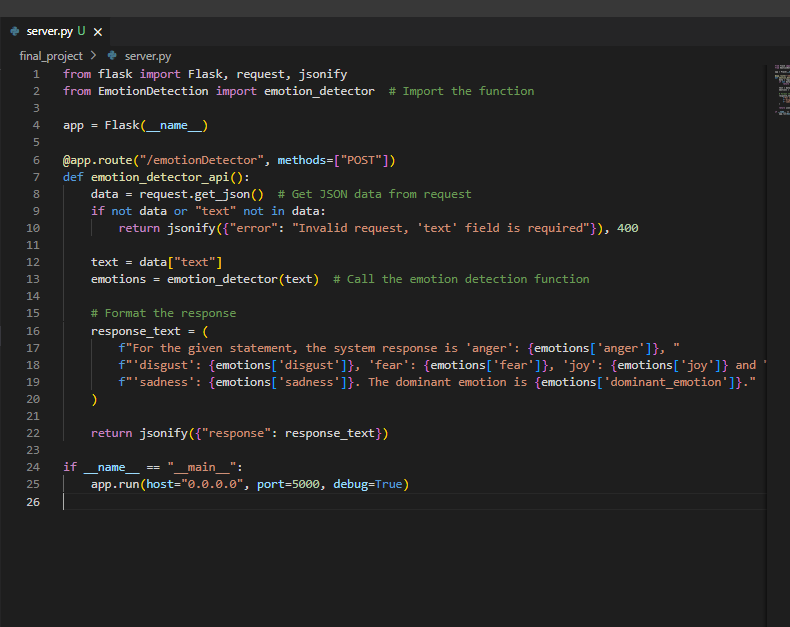 server.py U ×
final_project > server.py
1 from flask import Flask, request, jsonify
2 from EmotionDetection import emotion_detector  # Import the function
3
4 app = Flask(__name__)
5
6 @app.route("/emotionDetector", methods=["POST"])
7 def emotion_detector_api():
8     data = request.get_json()  # Get JSON data from request
9     if not data or "text" not in data:
10         return jsonify({"error": "Invalid request, 'text' field is required"}), 400
11
12     text = data["text"]
13     emotions = emotion_detector(text)  # Call the emotion detection function
14
15     # Format the response
16     response_text = (
17         f"For the given statement, the system response is 'anger': {emotions['anger']}, "
18         f"'disgust': {emotions['disgust']}, 'fear': {emotions['fear']}, 'joy': {emotions['joy']} and "
19         f"'sadness': {emotions['sadness']}. The dominant emotion is {emotions['dominant_emotion']}."
20     )
21
22     return jsonify({"response": response_text})
23
24 if __name__ == "__main__":
25     app.run(host="0.0.0.0", port=5000, debug=True)
26